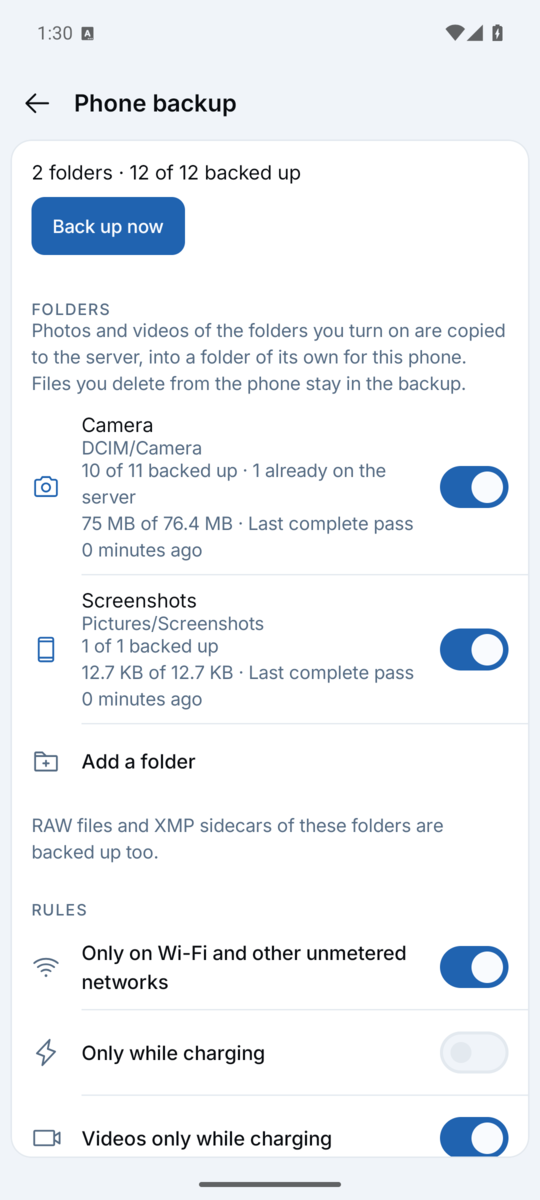 1:30
Phone backup
2 folders · 12 of 12 backed up
Back up now
FOLDERS
Photos and videos of the folders you turn on are copied
to the server, into a folder of its own for this phone.
Files you delete from the phone stay in the backup.
Camera
DCIM/Camera
10 of 11 backed up · 1 already on the
server
75 MB of 76.4 MB · Last complete pass
0 minutes ago
Screenshots
Pictures/Screenshots
1 of 1 backed up
12.7 KB of 12.7 KB · Last complete pass
0 minutes ago
Add a folder
RAW files and XMP sidecars of these folders are
backed up too.
RULES
Only on Wi-Fi and other unmetered
networks
Only while charging
Videos only while charging